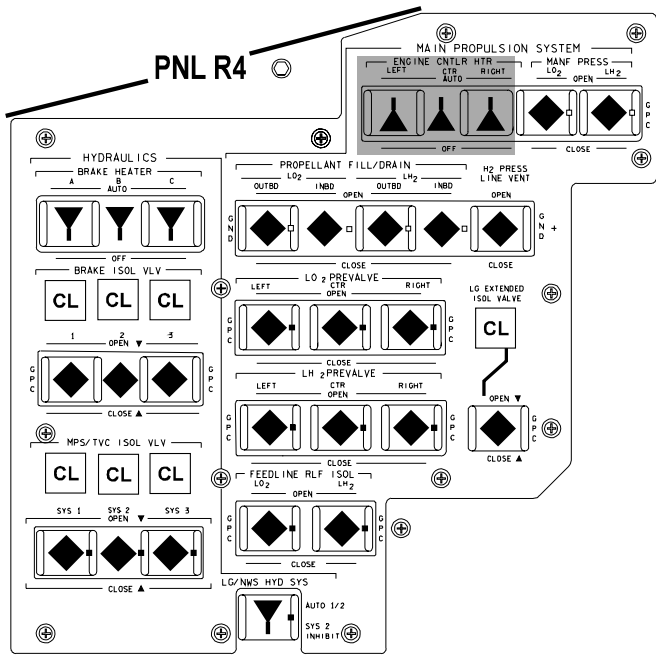 PNL R4
MAIN PROPULSION SYSTEM
ENGINE CNTLR HTR
LEFT CTR RIGHT
AUTO
OFF
MANF PRESS
LO2 LH2
OPEN
GPC
CLOSE
HYDRAULICS
BRAKE HEATER
A B C
AUTO
OFF
BRAKE ISOL VLV
CL CL CL
1 2 3
OPEN ▼
GPC GPC
CLOSE ▲
MPS/TVC ISOL VLV
CL CL CL
SYS 1 SYS 2 SYS 3
OPEN ▼
CLOSE ▲
PROPELLANT FILL/DRAIN
LO2 LH2
OUTBD INBD OUTBD INBD
OPEN
GND GND +
CLOSE
H2 PRESS
LINE VENT
OPEN
CLOSE
LO2 PREVALVE
LEFT CTR RIGHT
OPEN
GPC GPC
CLOSE
LH2 PREVALVE
LEFT CTR RIGHT
OPEN
GPC GPC
CLOSE
LG EXTENDED
ISOL VALVE
CL
OPEN ▼
GPC
CLOSE ▲
FEEDLINE RLF ISOL
LO2 LH2
OPEN
GPC GPC
CLOSE
LG/NWS HYD SYS
AUTO 1/2
SYS 2
INHIBIT